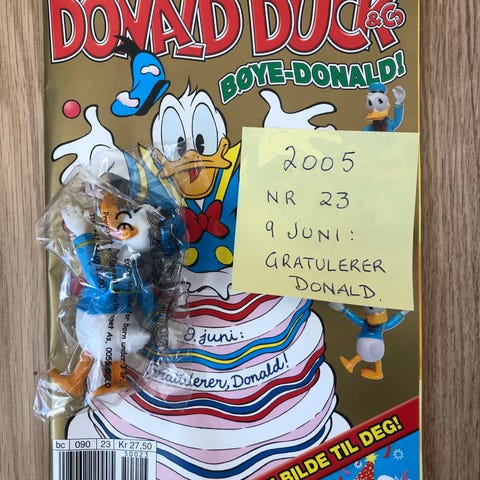 DONALD DUCK
& Co
BØYE-DONALD!
2005
NR 23
9 JUNI:
GRATULERER
DONALD.
9. juni:
Gratulerer, Donald!
bc 090 23 Kr 27,50
BILDE TIL DEG!